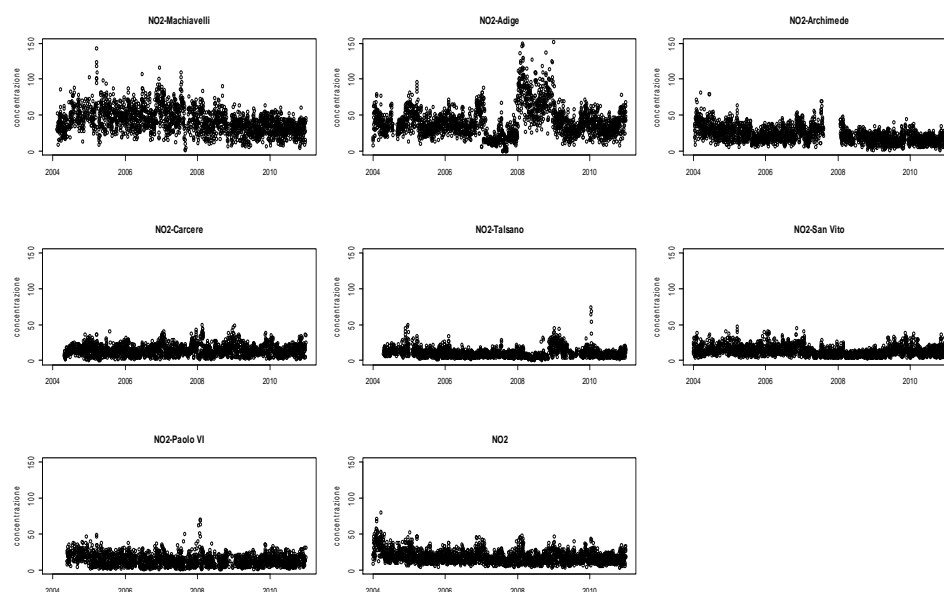 NO2-Machiavelli
NO2-Adige
NO2-Archimede
concentrazione
0 50 100 150
2004 2006 2008 2010
concentrazione
0 50 100 150
2004 2006 2008 2010
concentrazione
0 50 100 150
2004 2006 2008 2010
NO2-Carcere
NO2-Talsano
NO2-San Vito
concentrazione
0 50 100 150
2004 2006 2008 2010
concentrazione
0 50 100 150
2004 2006 2008 2010
concentrazione
0 50 100 150
2004 2006 2008 2010
NO2-Paolo VI
NO2
concentrazione
0 50 100 150
2004 2006 2008 2010
concentrazione
0 50 100 150
2004 2006 2008 2010